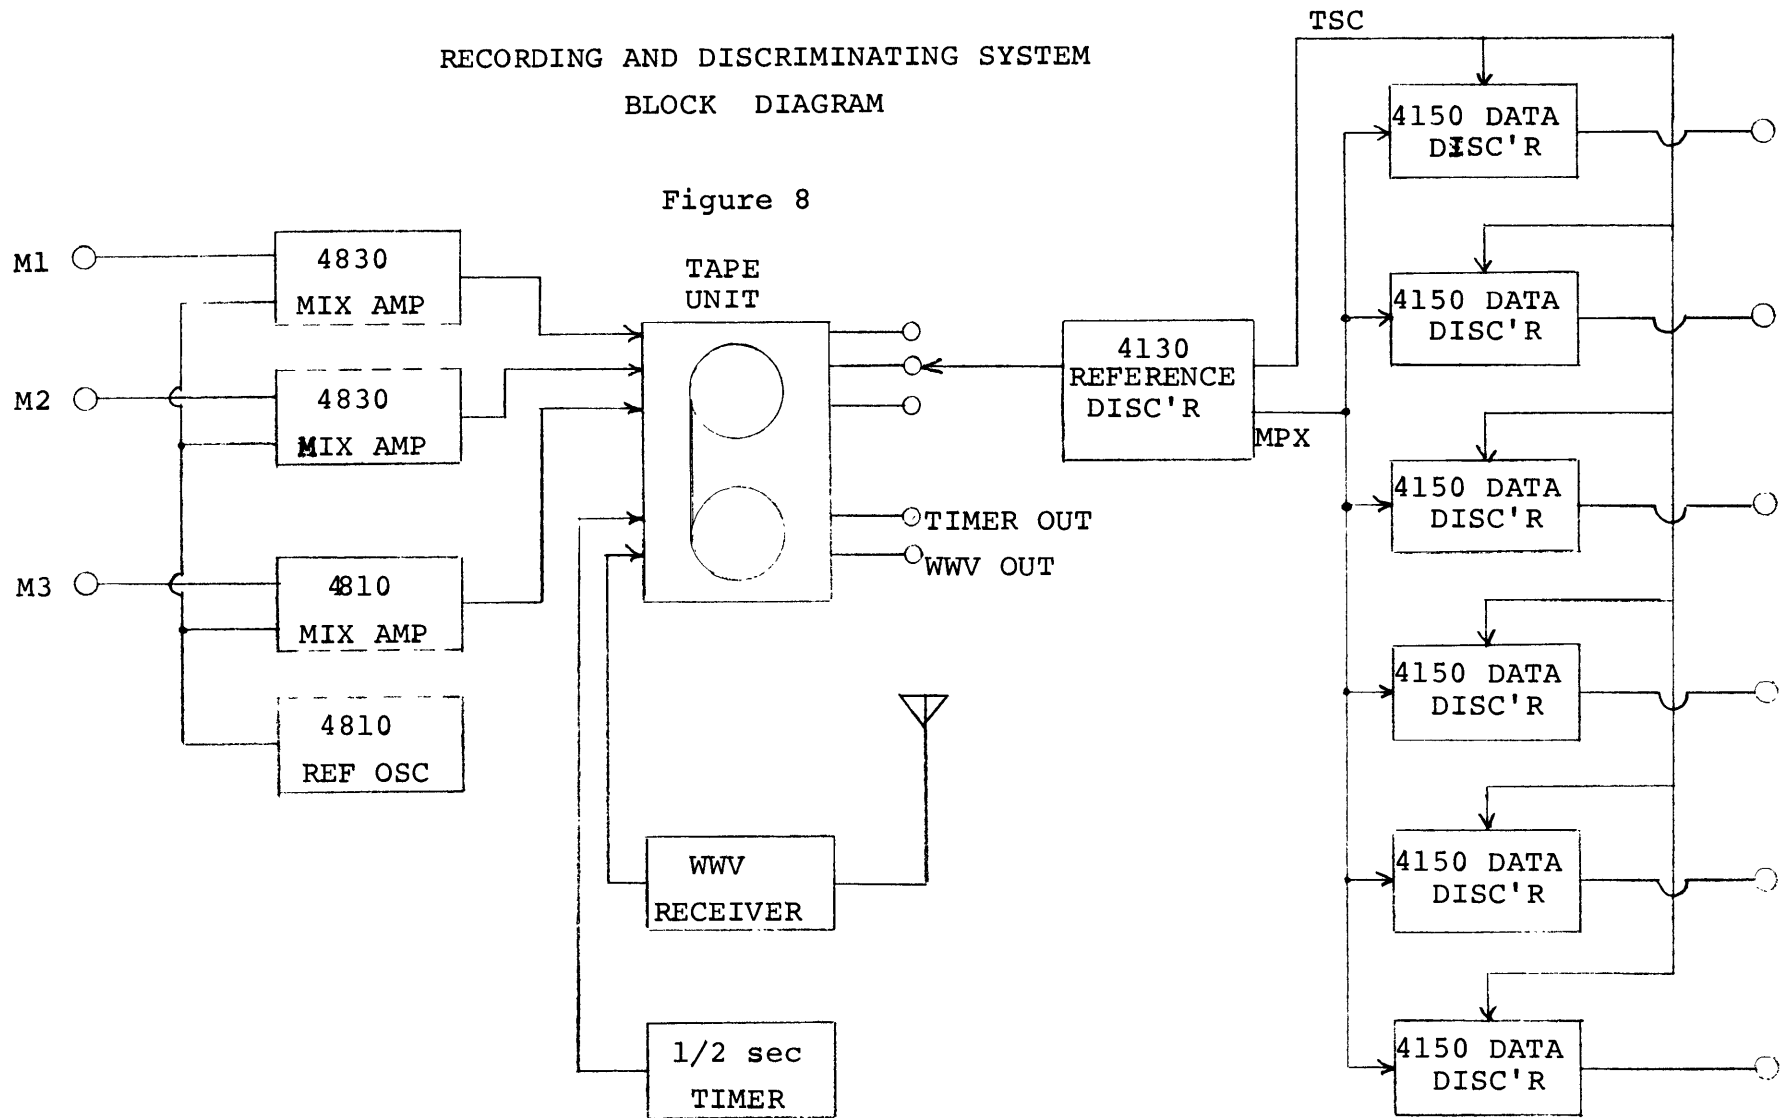 RECORDING AND DISCRIMINATING SYSTEM
BLOCK DIAGRAM
Figure 8
M1
4830
MIX AMP
M2
4830
MIX AMP
M3
4810
MIX AMP
4810
REF OSC
TAPE
UNIT
TIMER OUT
WWV OUT
WWV
RECEIVER
1/2 sec
TIMER
4130
REFERENCE
DISC'R
TSC
MPX
4150 DATA
DISC'R
4150 DATA
DISC'R
4150 DATA
DISC'R
4150 DATA
DISC'R
4150 DATA
DISC'R
4150 DATA
DISC'R